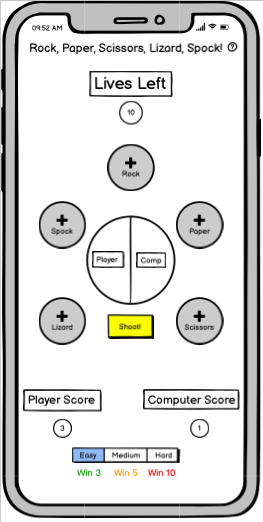 09:52 AM
Rock, Paper, Scissors, Lizard, Spock! ?
Lives Left
10
Rock
Spock
Paper
Player
Comp
Lizard
Shoot!
Scissors
Player Score
Computer Score
3
1
Easy Medium Hard
Win 3 Win 5 Win 10